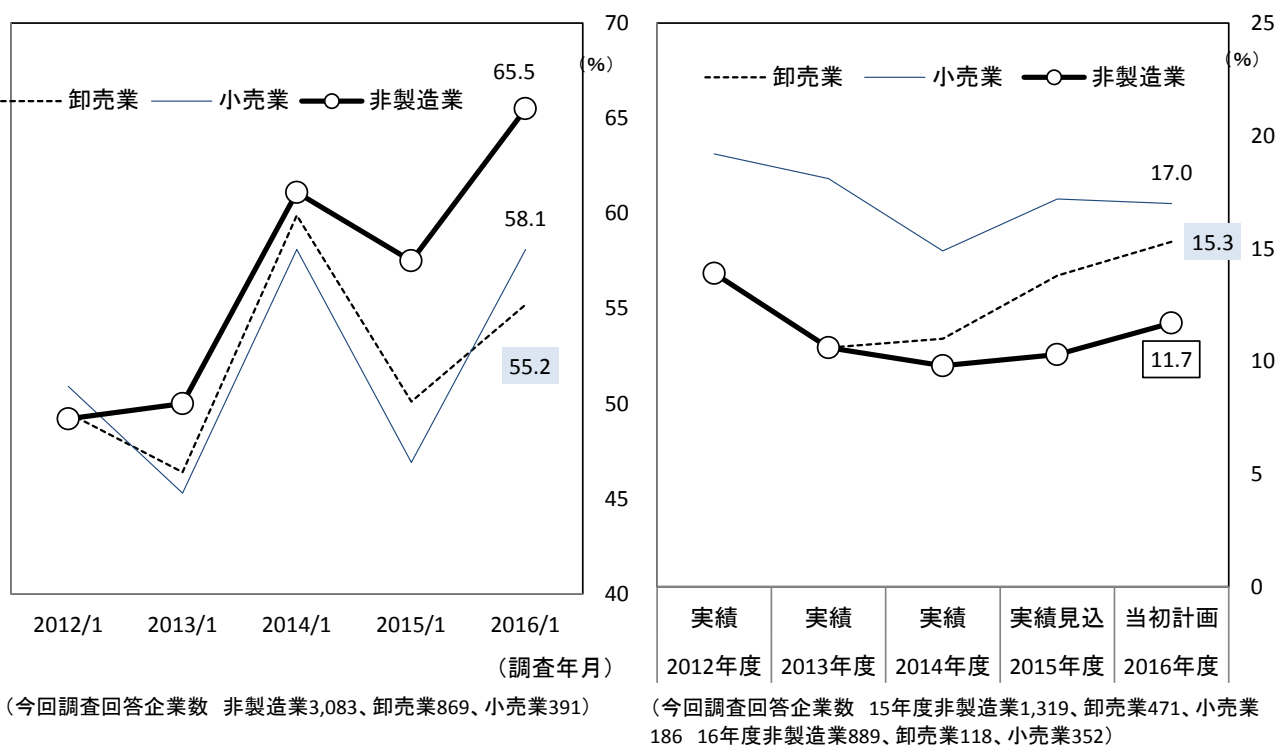 70
(%)
65.5
卸売業 小売業 非製造業
65
60
58.1
55
55.2
50
45
40
2012/1 2013/1 2014/1 2015/1 2016/1
(調査年月)
(今回調査回答企業数 非製造業3,083、卸売業869、小売業391)
25
(%)
卸売業 小売業 非製造業
20
17.0
15.3
15
11.7
10
5
0
実績 実績 実績 実績見込 当初計画
2012年度 2013年度 2014年度 2015年度 2016年度
(今回調査回答企業数 15年度非製造業1,319、卸売業471、小売業
186 16年度非製造業889、卸売業118、小売業352)